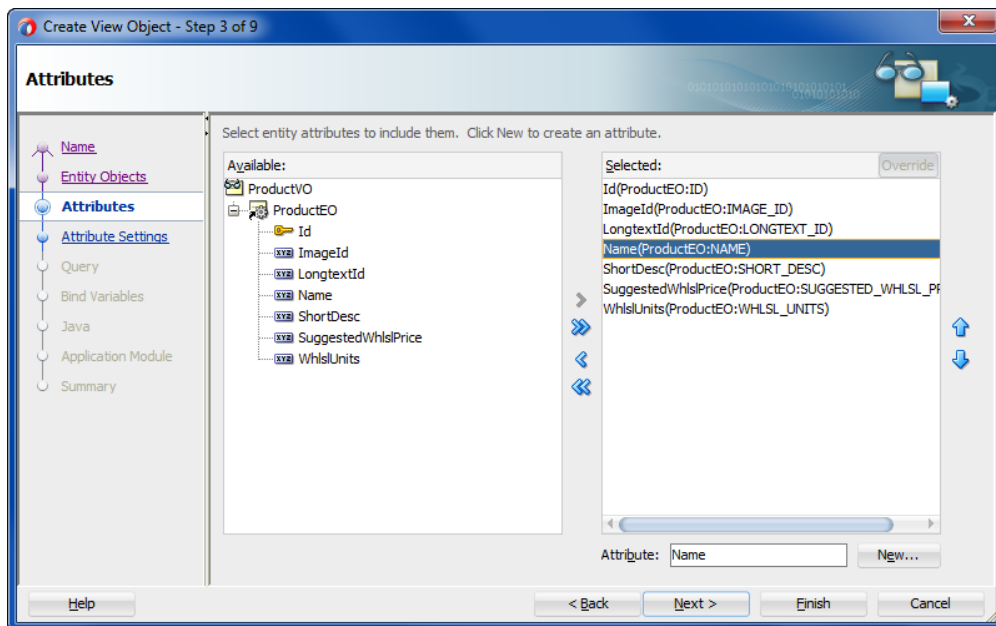 Create View Object - Step 3 of 9
Attributes
Name
Entity Objects
Attributes
Attribute Settings
Query
Bind Variables
Java
Application Module
Summary
Select entity attributes to include them. Click New to create an attribute.
Available:
ProductVO
ProductEO
Id
ImageId
LongtextId
Name
ShortDesc
SuggestedWhlslPrice
WhlslUnits
Selected:
Override
Id(ProductEO:ID)
ImageId(ProductEO:IMAGE_ID)
LongtextId(ProductEO:LONGTEXT_ID)
Name(ProductEO:NAME)
ShortDesc(ProductEO:SHORT_DESC)
SuggestedWhlslPrice(ProductEO:SUGGESTED_WHLSL_PR
WhlslUnits(ProductEO:WHLSL_UNITS)
Attribute: Name New...
Help < Back Next > Finish Cancel